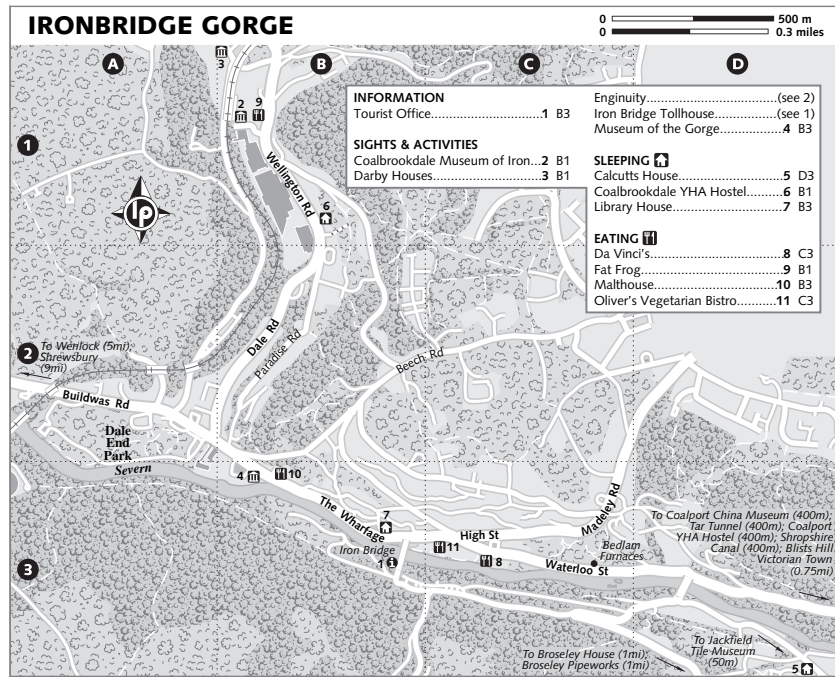 IRONBRIDGE GORGE
0 500 m
0 0.3 miles
A
B
C
D
1
2
3
INFORMATION
Tourist Office..................1 B3
SIGHTS & ACTIVITIES
Coalbrookdale Museum of Iron...2 B1
Darby Houses..................3 B1
Enginuity..................(see 2)
Iron Bridge Tollhouse..................(see 1)
Museum of the Gorge..................4 B3
SLEEPING
Calcutts House..................5 D3
Coalbrookdale YHA Hostel..................6 B1
Library House..................7 B3
EATING
Da Vinci's..................8 C3
Fat Frog..................9 B1
Malthouse..................10 B3
Oliver's Vegetarian Bistro..................11 C3
3
2 9
Wellington Rd
lp
6
Dale Rd
Paradise Rd
Beech Rd
To Wenlock (5mi);
Shrewsbury
(9mi)
Buildwas Rd
Dale
End
Park
Severn
4
10
The Wharfage
7
High St
Madeley Rd
Iron Bridge
1
11
8
Waterloo St
Bedlam
Furnaces
To Coalport China Museum (400m);
Tar Tunnel (400m); Coalport
YHA Hostel (400m); Shropshire
Canal (400m); Blists Hill
Victorian Town
(0.75mi)
To Broseley House (1mi);
Broseley Pipeworks (1mi)
To Jackfield
Tile Museum
(50m)
5